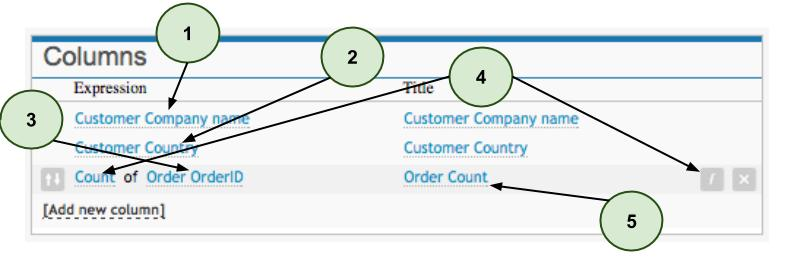 1
2
4
3
5
Columns
Expression Title
Customer Company name Customer Company name
Customer Country Customer Country
Count of Order OrderID Order Count f
[Add new column]